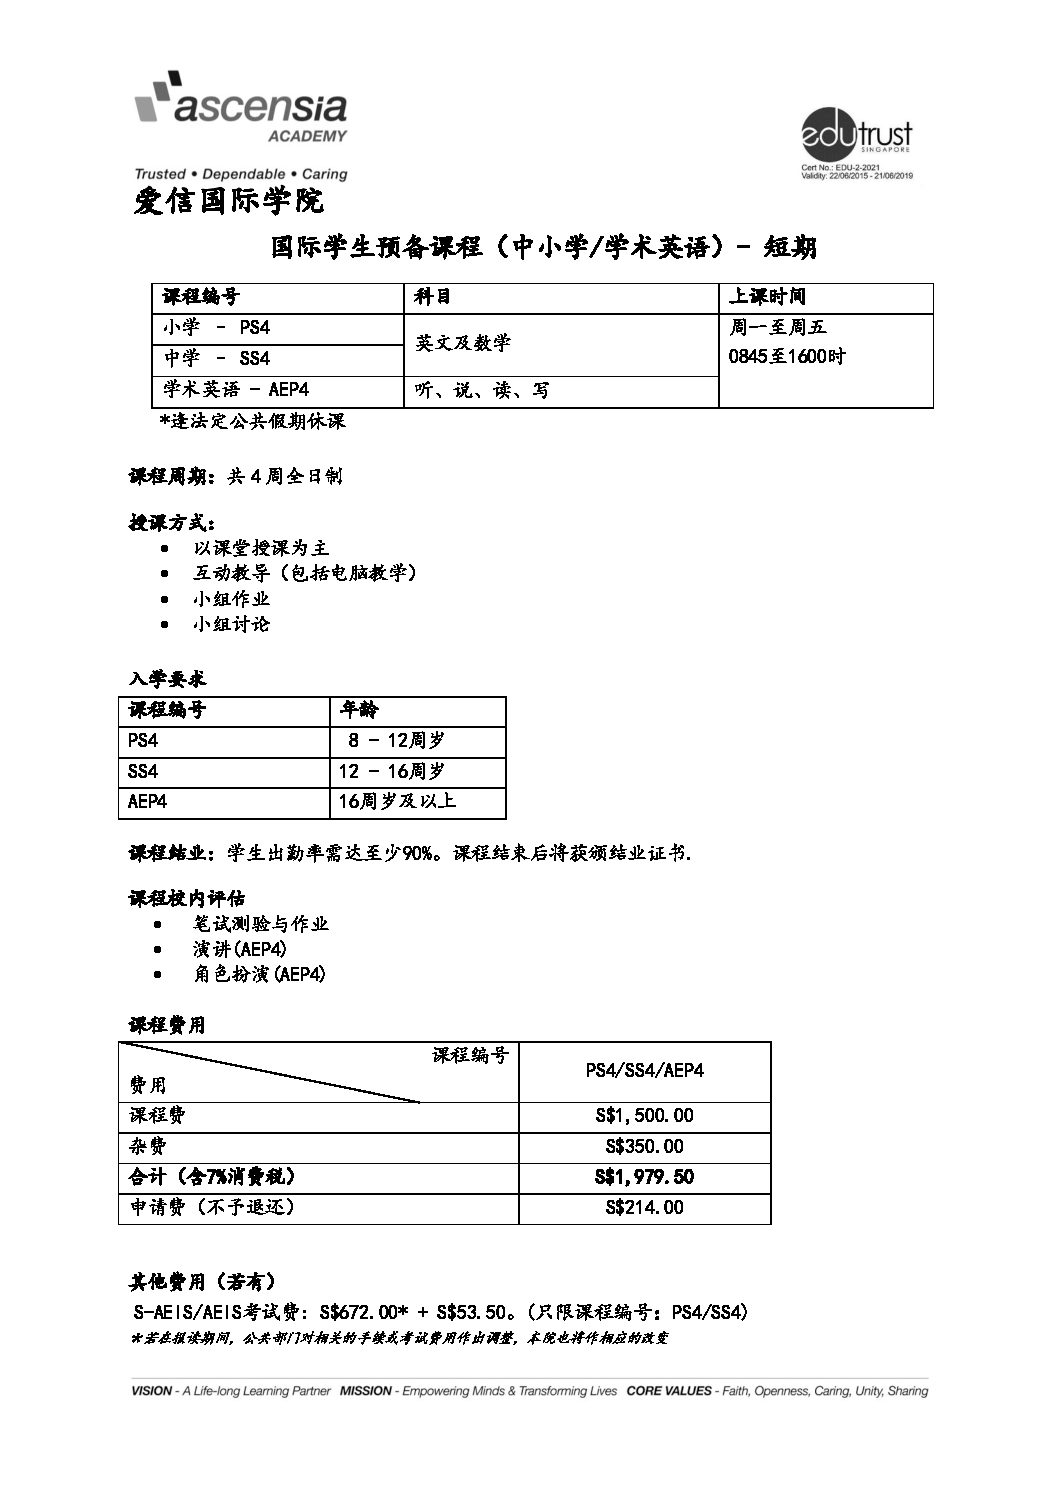 ascensia
ACADEMY
Trusted • Dependable • Caring
edutrust
SINGAPORE
Cert No.: EDU-2-2021
Validity: 22/06/2015 - 21/06/2019
爱信国际学院
国际学生预备课程（中小学/学术英语）- 短期
课程编号 科目 上课时间
小学 - PS4 英文及数学 周一至周五
中学 - SS4 0845至1600时
学术英语 - AEP4 听、说、读、写
*逢法定公共假期休课
课程周期：共 4 周全日制
授课方式：
• 以课堂授课为主
• 互动教导（包括电脑教学）
• 小组作业
• 小组讨论
入学要求
课程编号 年龄
PS4 8 - 12周岁
SS4 12 - 16周岁
AEP4 16周岁及以上
课程结业：学生出勤率需达至少90%。课程结束后将获颁结业证书.
课程校内评估
• 笔试测验与作业
• 演讲(AEP4)
• 角色扮演(AEP4)
课程费用
课程编号
费用 PS4/SS4/AEP4
课程费 S$1,500.00
杂费 S$350.00
合计（含7%消费税） S$1,979.50
申请费（不予退还） S$214.00
其他费用（若有）
S-AEIS/AEIS考试费: S$672.00* + S$53.50。(只限课程编号：PS4/SS4)
*若在报读期间，公共部门对相关的手续或考试费用作出调整，本院也将作相应的改变
VISION - A Life-long Learning Partner MISSION - Empowering Minds & Transforming Lives CORE VALUES - Faith, Openness, Caring, Unity, Sharing